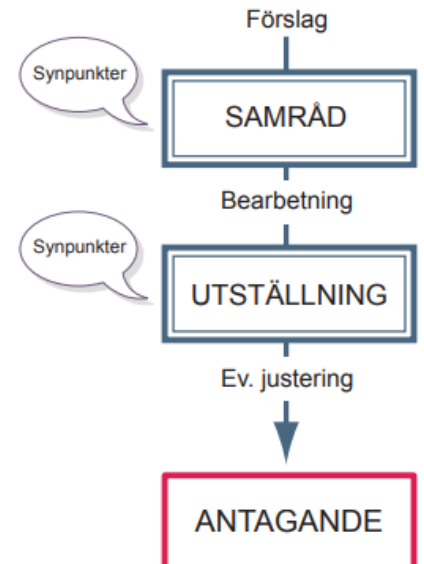 Förslag
Synpunkter
SAMRÅD
Bearbetning
Synpunkter
UTSTÄLLNING
Ev. justering
ANTAGANDE